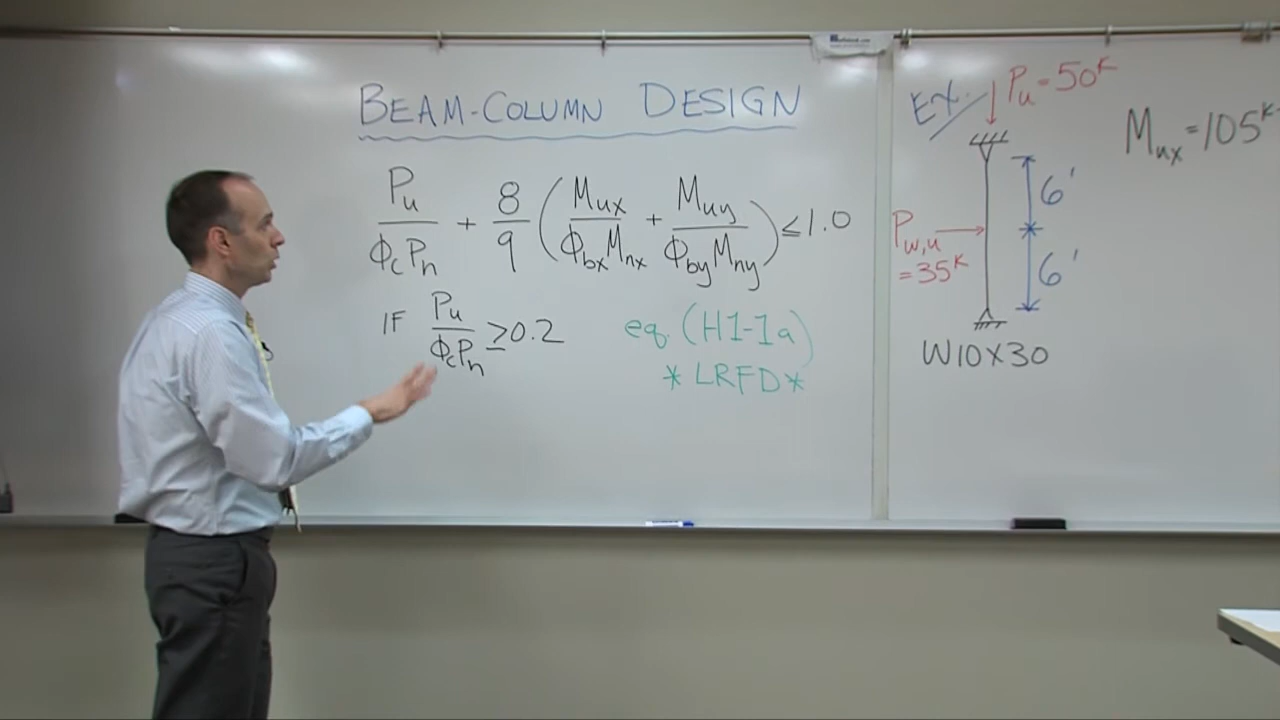 BEAM-COLUMN DESIGN
Pu/ΦcPn + 8/9 (Mux/ΦbxMnx + Muy/ΦbyMny) ≤ 1.0
IF Pu/ΦcPn ≥ 0.2
eq. (H1-1a)
* LRFD *
Ex.
Pu = 50K
6'
Pw,u = 35K
6'
W10X30
Mux = 105K